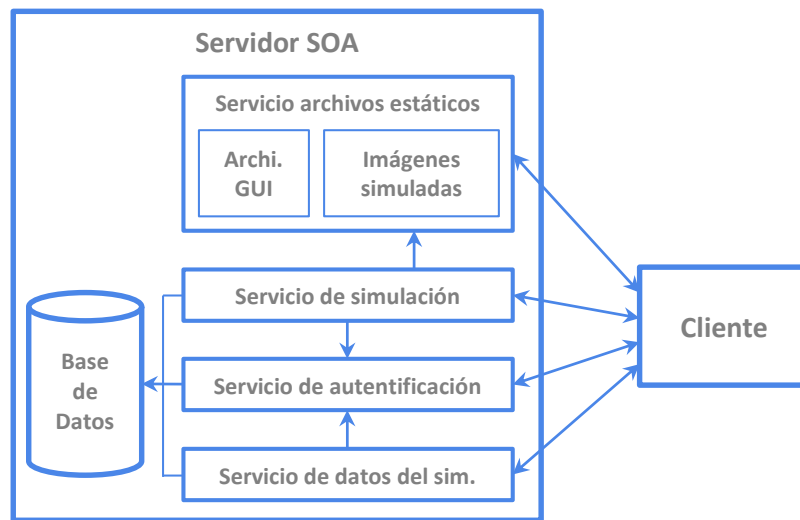 Servidor SOA
Servicio archivos estáticos
Archi.
GUI
Imágenes
simuladas
Servicio de simulación
Base
de
Datos
Servicio de autentificación
Servicio de datos del sim.
Cliente